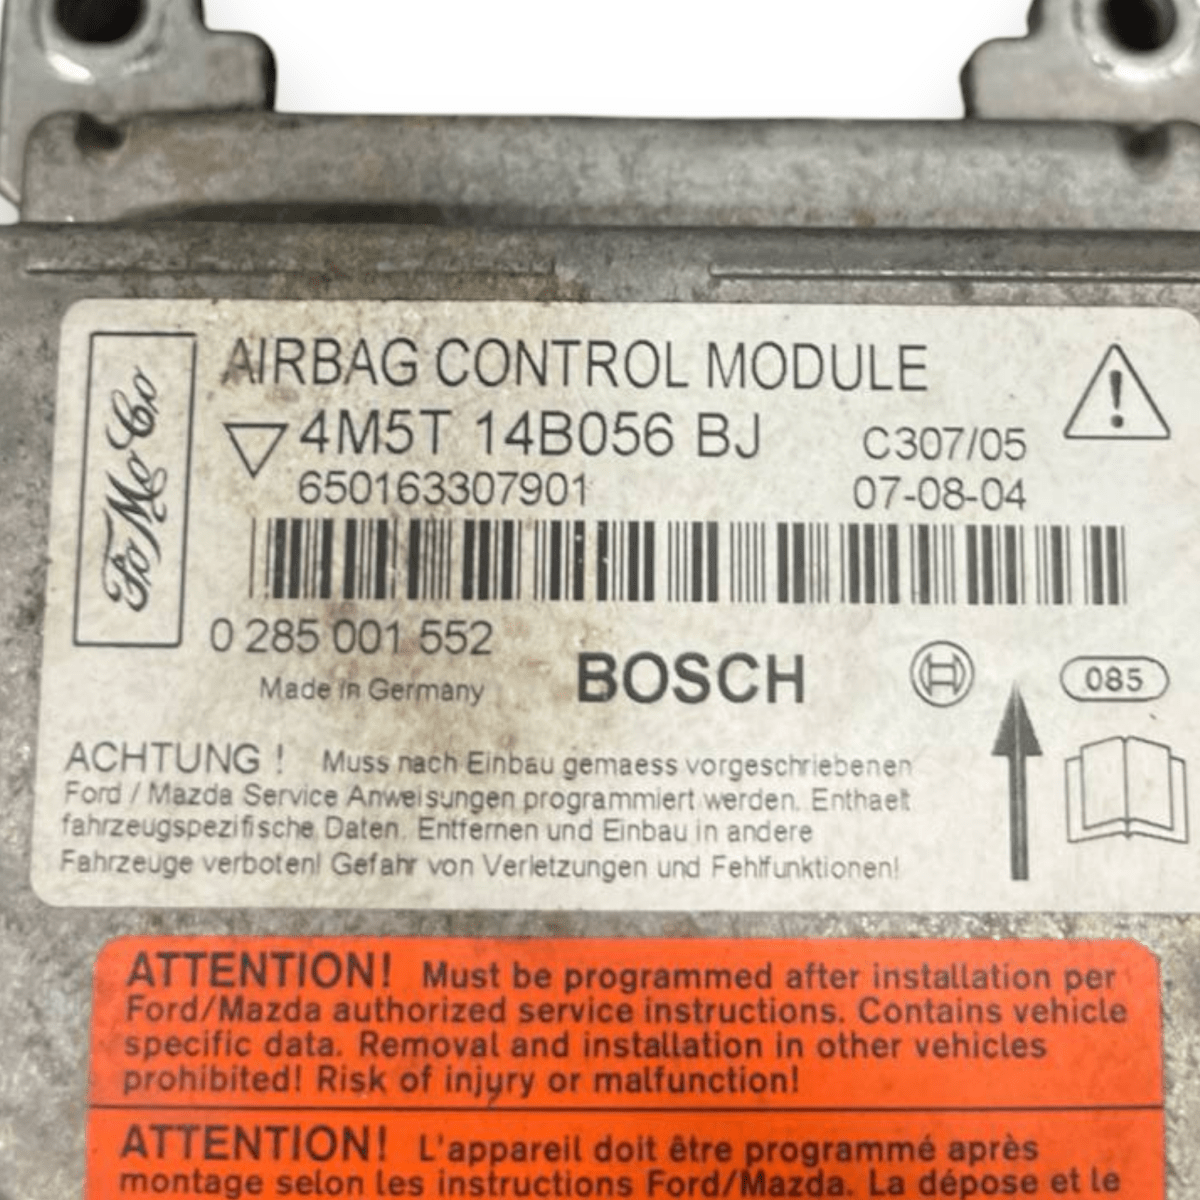 FoMoCo
AIRBAG CONTROL MODULE
4M5T 14B056 BJ C307/05
650163307901 07-08-04
0 285 001 552
Made in Germany BOSCH 085
ACHTUNG ! Muss nach Einbau gemaess vorgeschriebenen
Ford / Mazda Service Anweisungen programmiert werden. Enthaelt
fahrzeugspezifische Daten. Entfernen und Einbau in andere
Fahrzeuge verboten! Gefahr von Verletzungen und Fehlfunktionen!
ATTENTION! Must be programmed after installation per
Ford/Mazda authorized service instructions. Contains vehicle
specific data. Removal and installation in other vehicles
prohibited! Risk of injury or malfunction!
ATTENTION! L'appareil doit être programmé après
montage selon les instructions Ford/Mazda. La dépose et le